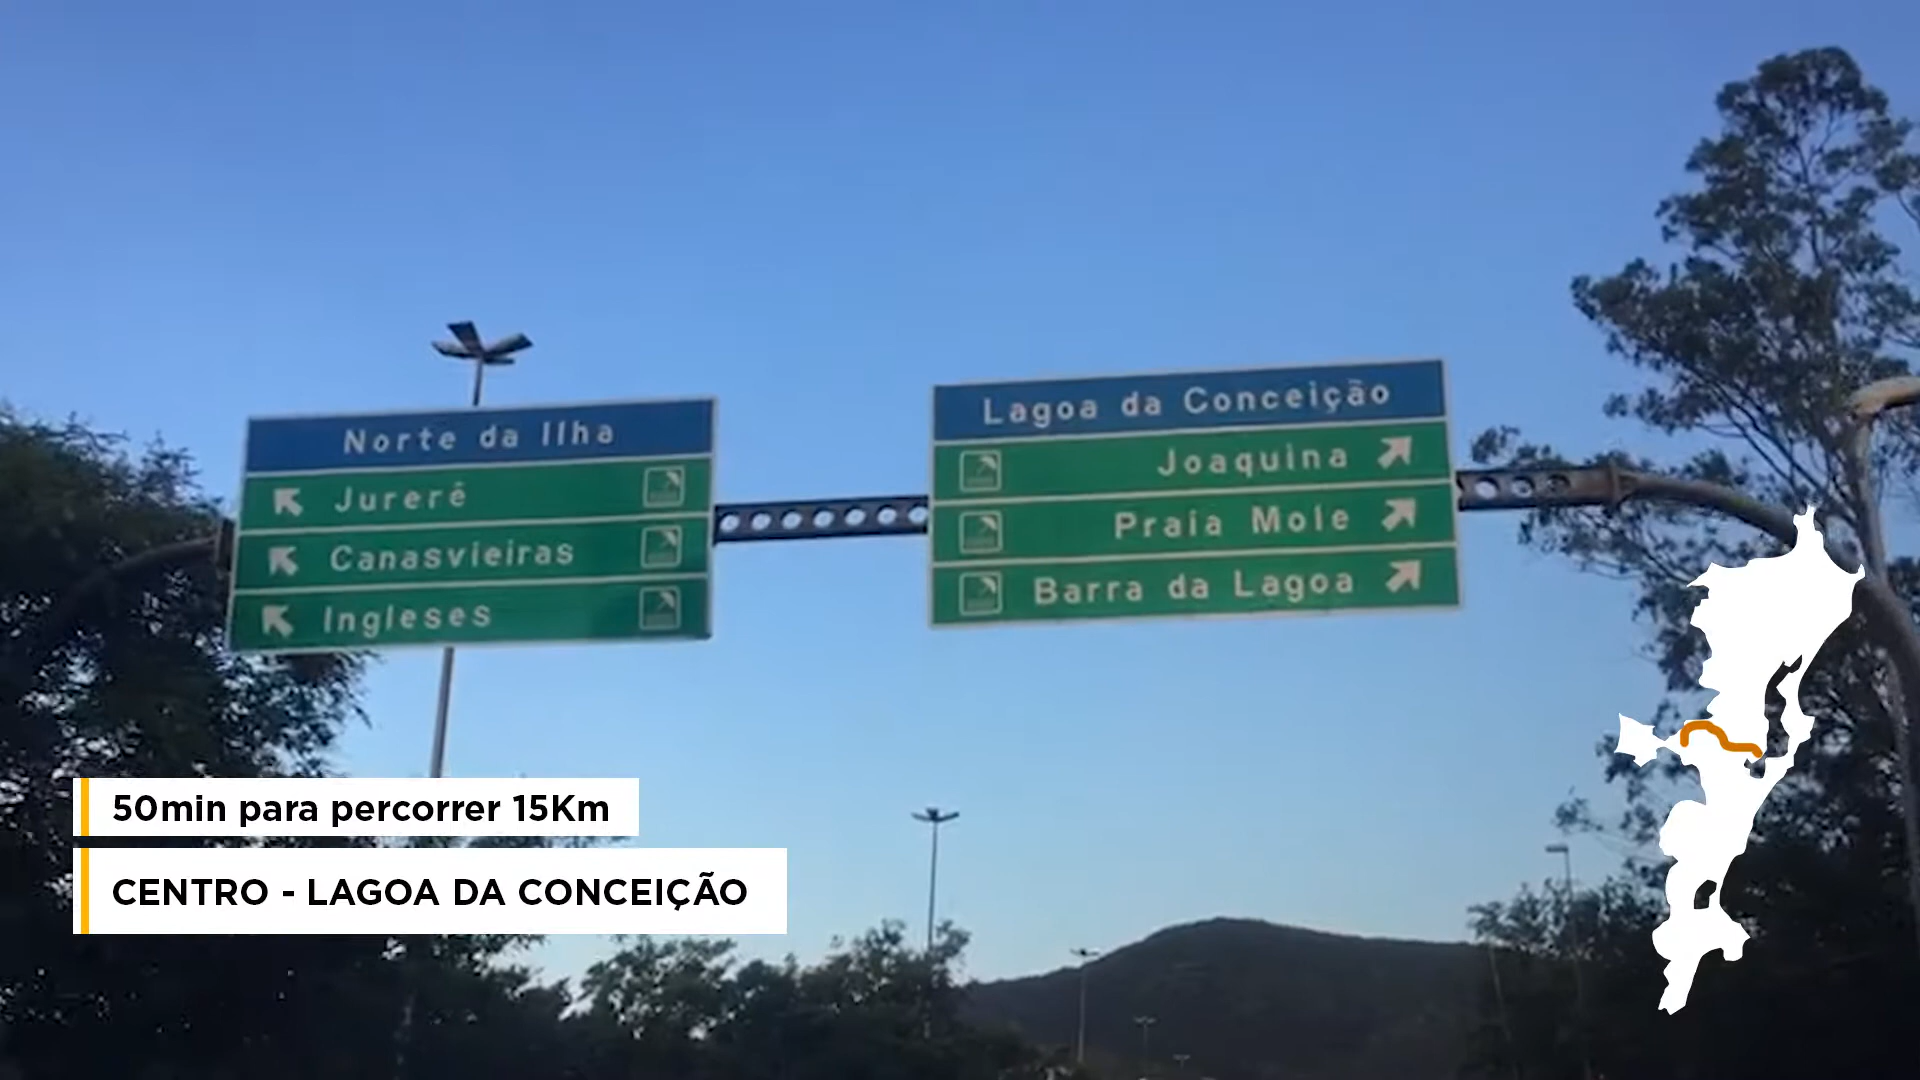 Norte da Ilha
Jurerê
Canasvieiras
Ingleses
Lagoa da Conceição
Joaquina
Praia Mole
Barra da Lagoa
50min para percorrer 15Km
CENTRO - LAGOA DA CONCEIÇÃO